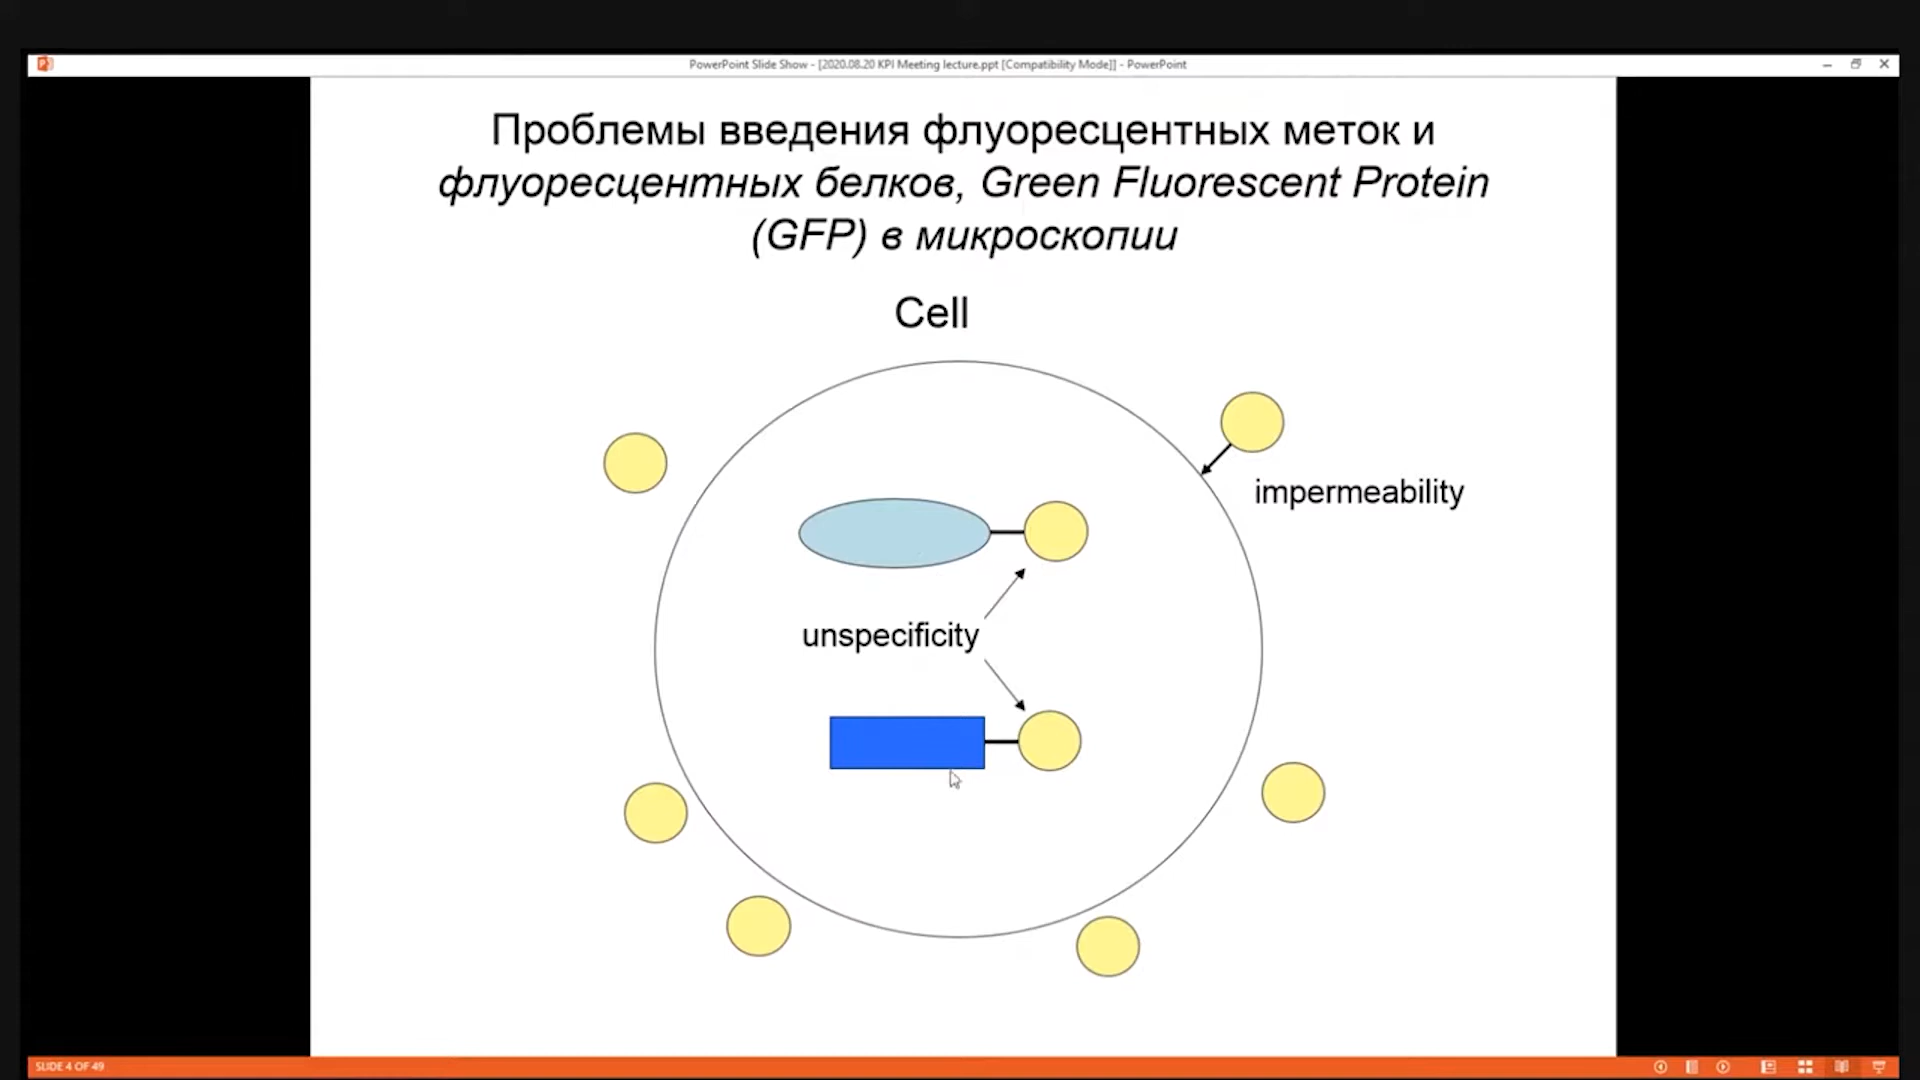 PowerPoint Slide Show - [2020.08.20 KPI Meeting lecture.ppt [Compatibility Mode]] - PowerPoint
Проблемы введения флуоресцентных меток и
флуоресцентных белков, Green Fluorescent Protein
(GFP) в микроскопии
Cell
impermeability
unspecificity
SLIDE 4 OF 49